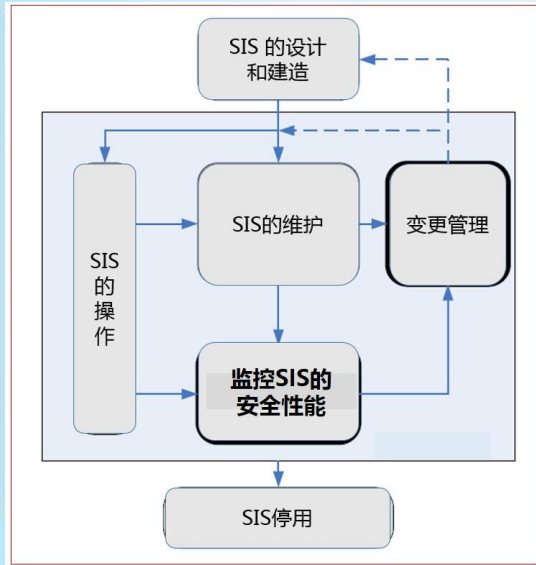 SIS 的设计
和建造
SIS
的
操
作
SIS的维护
变更管理
监控SIS的
安全性能
SIS停用